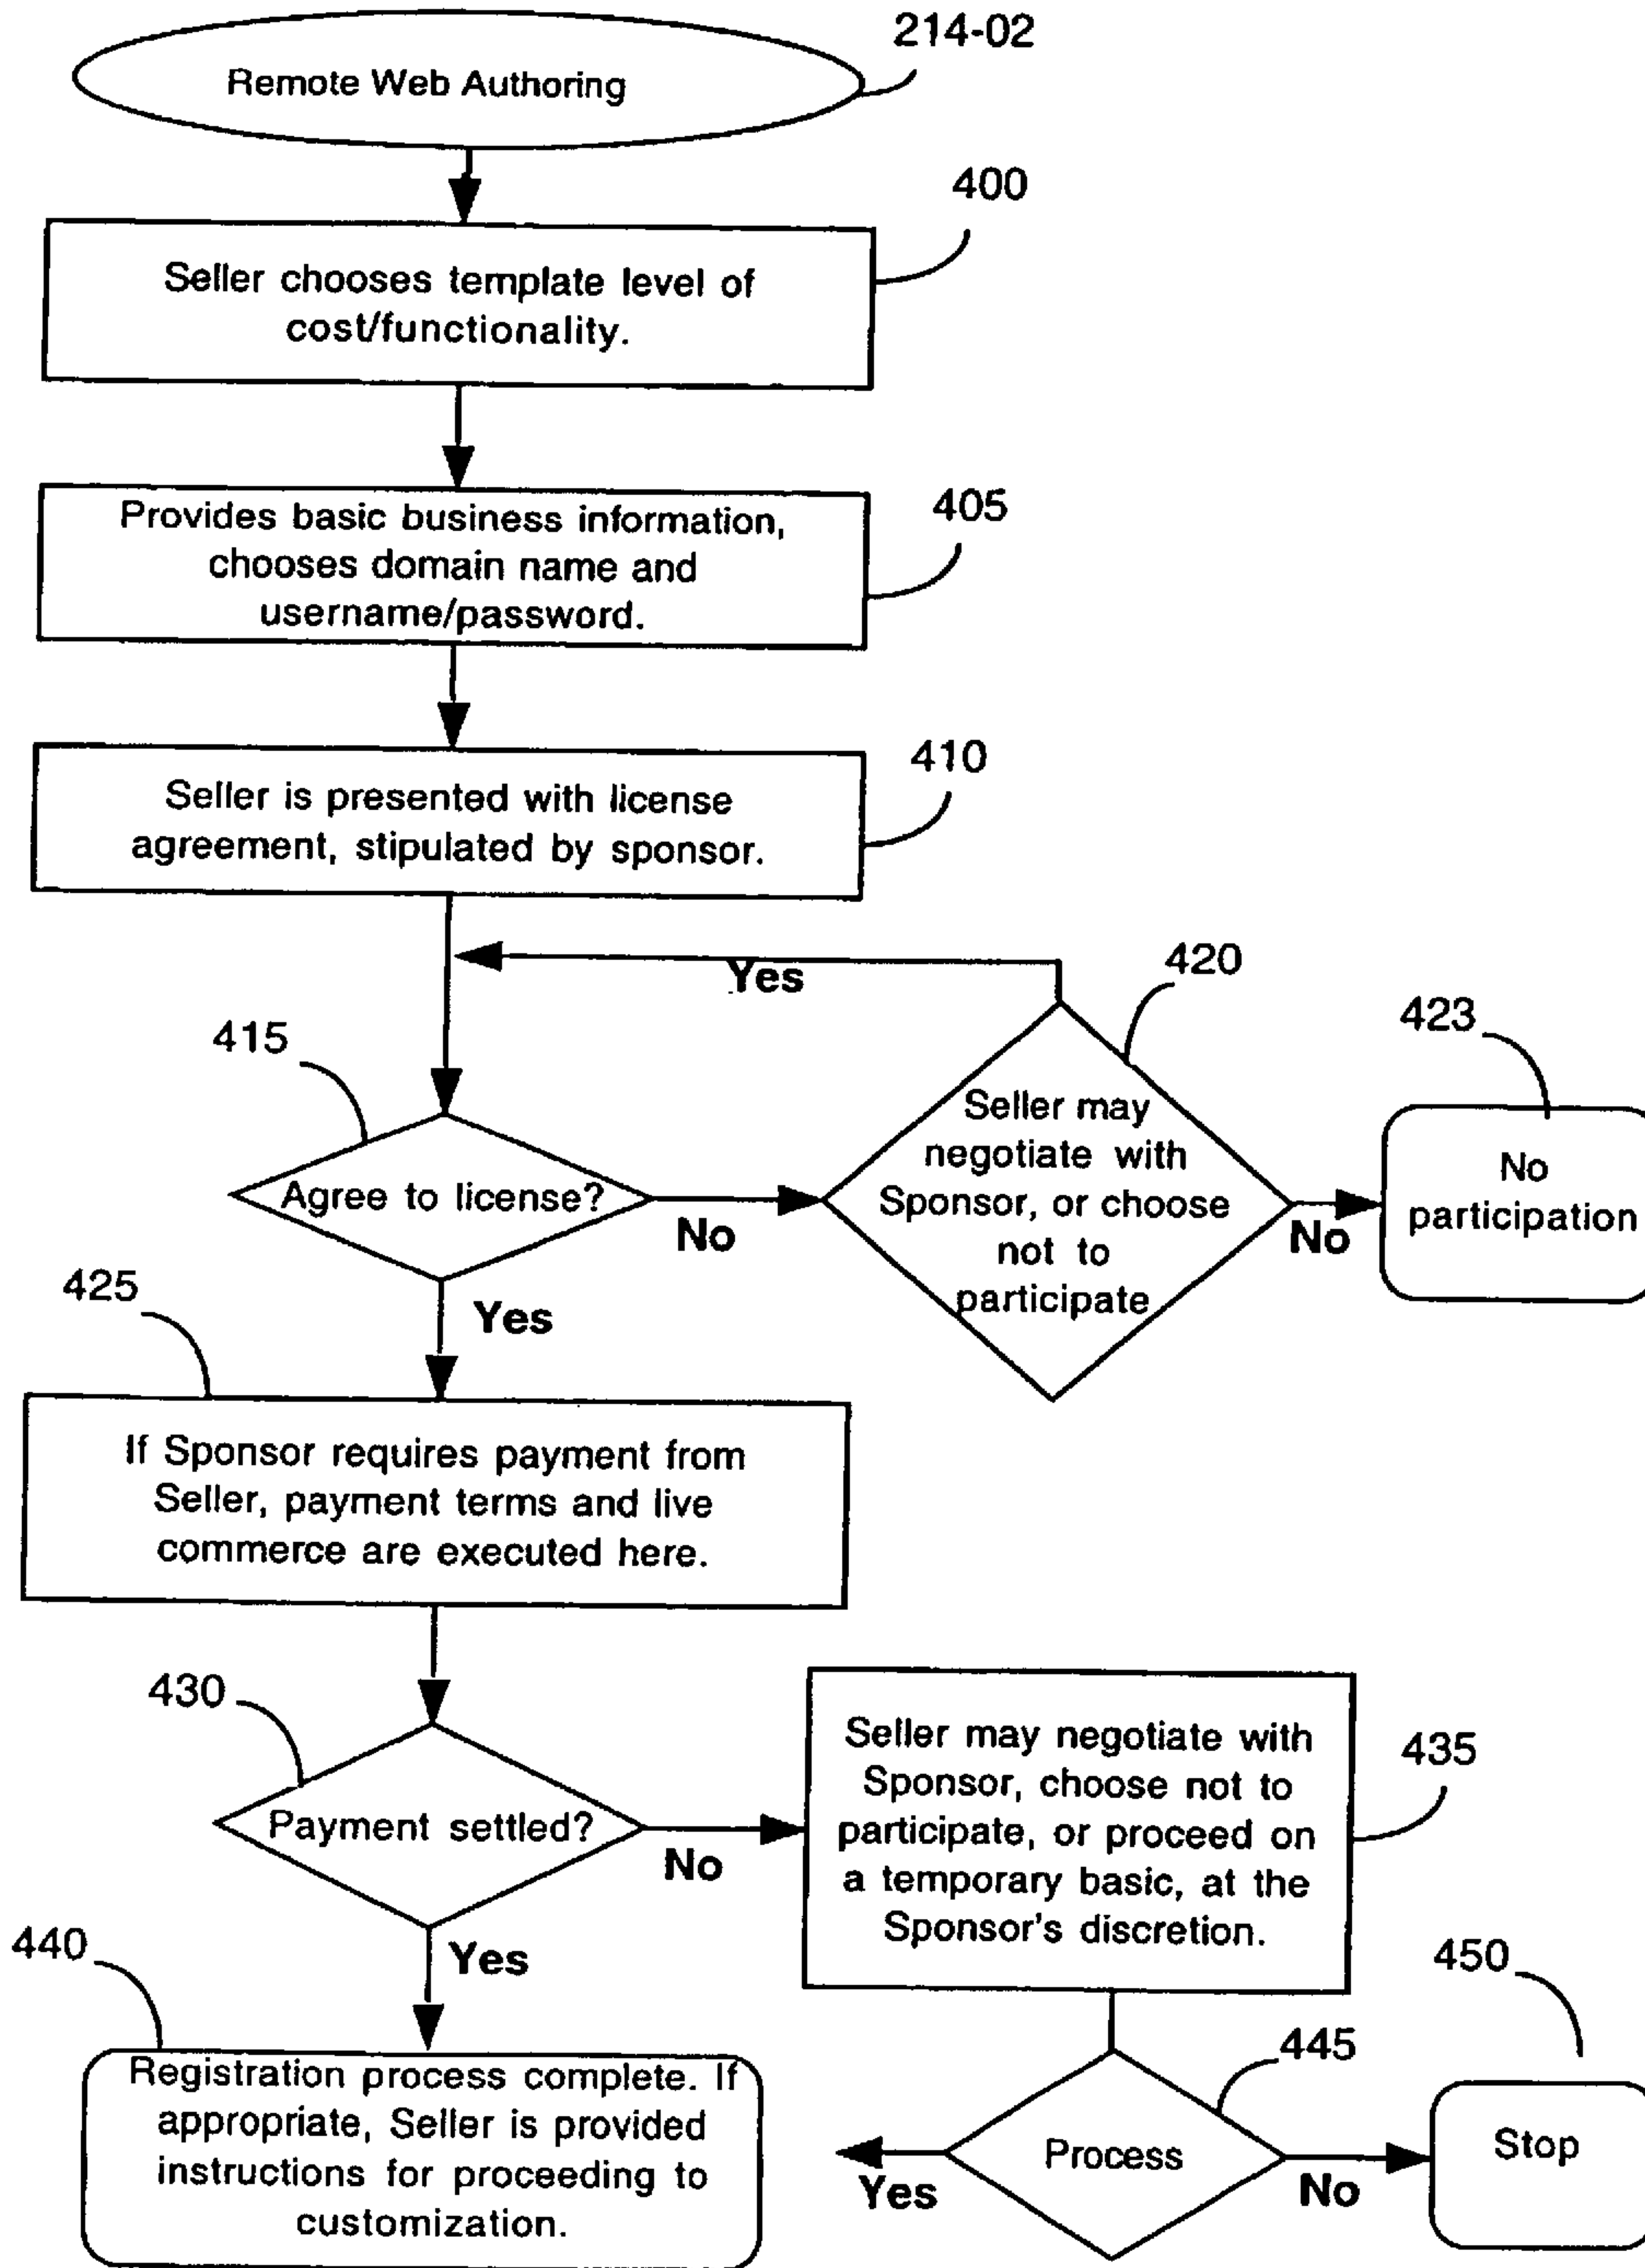 214-02
Remote Web Authoring
400
Seller chooses template level of
cost/functionality.
405
Provides basic business information,
chooses domain name and
username/password.
410
Seller is presented with license
agreement, stipulated by sponsor.
Yes
420
423
415
Agree to license?
No
Seller may
negotiate with
Sponsor, or choose
not to
participate
No
No
participation
425
Yes
If Sponsor requires payment from
Seller, payment terms and live
commerce are executed here.
430
Payment settled?
No
Seller may negotiate with
Sponsor, choose not to
participate, or proceed on
a temporary basic, at the
Sponsor's discretion.
435
440
Yes
Registration process complete. If
appropriate, Seller is provided
instructions for proceeding to
customization.
445
Process
Yes
No
450
Stop